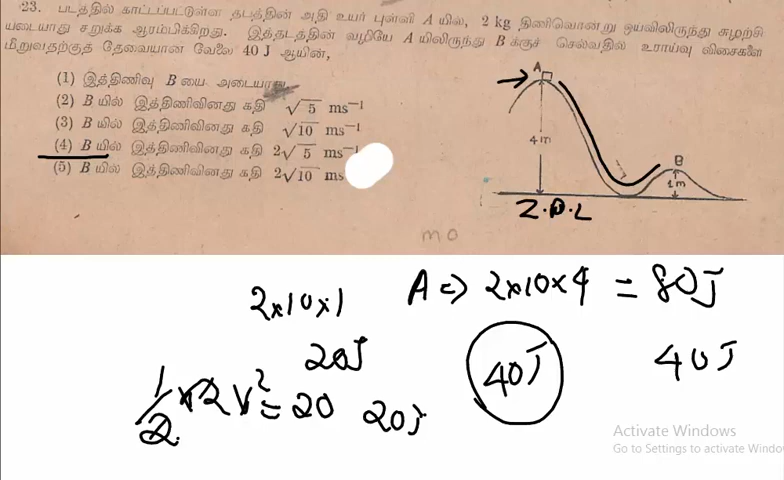 23. படத்தில் காட்டப்பட்டுள்ள தடத்தின் அதி உயர் புள்ளி A யில், 2 kg திணிவொன்று ஓய்விலிருந்து சுழற்சி
யடையாது சறுக்க ஆரம்பிக்கிறது. இத்தடத்தின் வழியே A யிலிருந்து B க்குச் செல்வதில் உராய்வு விசைகளை
மீறுவதற்குத் தேவையான வேலை 40 J ஆயின்,
(1) இத்திணிவு B யை அடையாது
(2) B யில் இத்திணிவினது கதி √5 ms⁻¹
(3) B யில் இத்திணிவினது கதி √10 ms⁻¹
(4) B யில் இத்திணிவினது கதி 2√5 ms⁻¹
(5) B யில் இத்திணிவினது கதி 2√10 ms
A
4 m
B
1m
Z.P.L
m 0
2×10×1
A => 2×10×4 = 80J
20J
40J
40J
1/2 × 2 v² = 20
20J
Activate Windows
Go to Settings to activate Windo